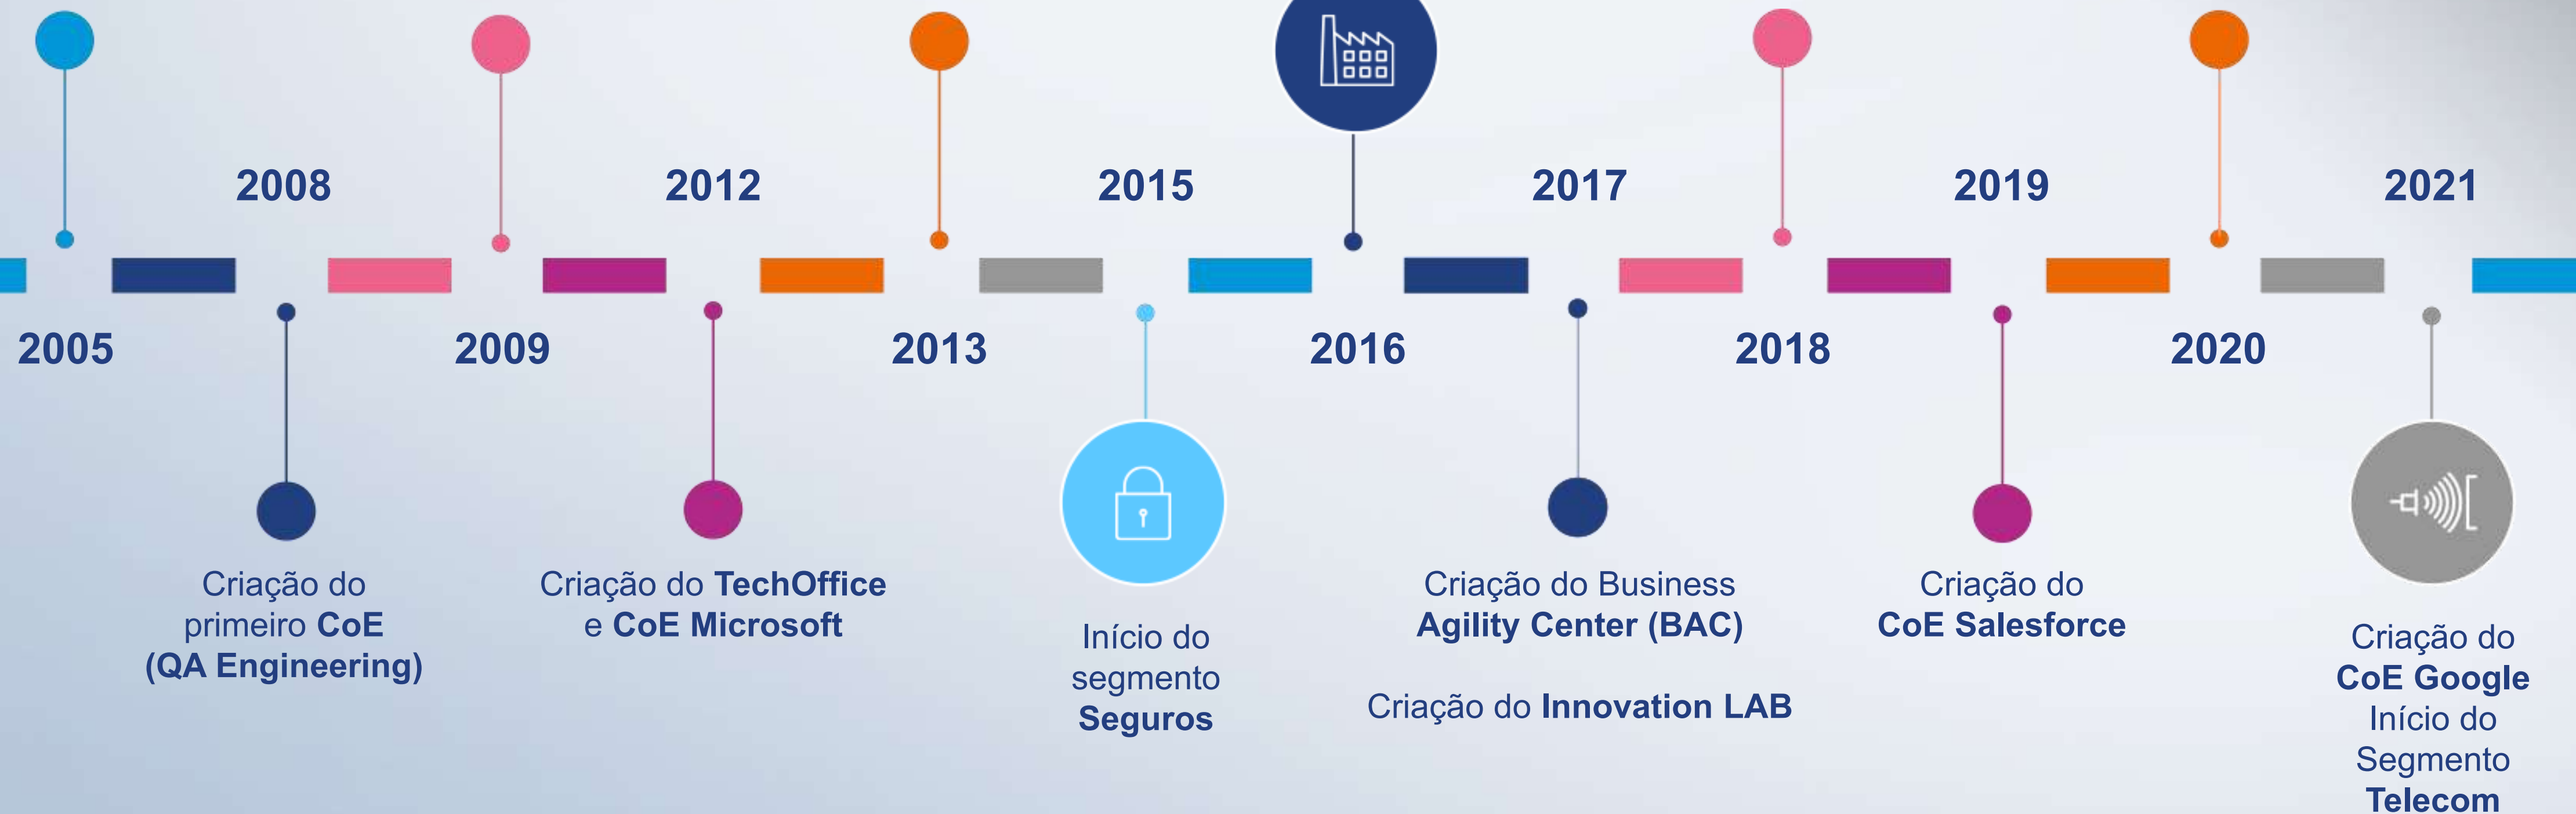 2008
2012
2015
2017
2019
2021
2005
2009
2013
2016
2018
2020
Criação do
primeiro CoE
(QA Engineering)
Criação do TechOffice
e CoE Microsoft
Início do
segmento
Seguros
Criação do Business
Agility Center (BAC)
Criação do Innovation LAB
Criação do
CoE Salesforce
Criação do
CoE Google
Início do
Segmento
Telecom